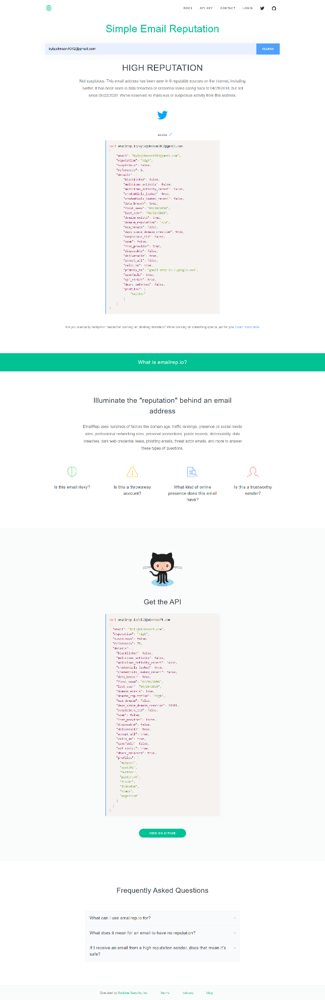 DOCS API KEY CONTACT LOGIN
Simple Email Reputation
kylajohnson1012@gmail.com SEARCH
HIGH REPUTATION
Not suspicious. This email address has been seen in 6 reputable sources on the internet, including
Twitter. It has been seen in data breaches or credential leaks dating back to 04/28/2018, but not
since 06/22/2020. We've observed no malicious or suspicious activity from this address.
SHARE
curl emailrep.io/kylajohnson1012@gmail.com
{
"email": "kylajohnson1012@gmail.com",
"reputation": "high",
"suspicious": false,
"references": 6,
"details": {
"blacklisted": false,
"malicious_activity": false,
"malicious_activity_recent": false,
"credentials_leaked": true,
"credentials_leaked_recent": false,
"data_breach": true,
"first_seen": "04/28/2018",
"last_seen": "06/22/2020",
"domain_exists": true,
"domain_reputation": "n/a",
"new_domain": false,
"days_since_domain_creation": 9732,
"suspicious_tld": false,
"spam": false,
"free_provider": true,
"disposable": false,
"deliverable": true,
"accept_all": false,
"valid_mx": true,
"primary_mx": "gmail-smtp-in.l.google.com",
"spoofable": true,
"spf_strict": true,
"dmarc_enforced": false,
"profiles": [
"twitter"
]
}
}
Are you a security analyst or researcher working on phishing detection? We're working on something special just for you. Learn more here.
What is emailrep.io?
Illuminate the "reputation" behind an email
address
EmailRep uses hundreds of factors like domain age, traffic rankings, presence on social media
sites, professional networking sites, personal connections, public records, deliverability, data
breaches, dark web credential leaks, phishing emails, threat actor emails, and more to answer
these types of questions.
Is this email risky?
Is this a throwaway
account?
What kind of online
presence does this email
have?
Is this a trustworthy
sender?
Get the API
curl emailrep.io/bill@microsoft.com
{
"email": "bill@microsoft.com",
"reputation": "high",
"suspicious": false,
"references": 79,
"details": {
"blacklisted": false,
"malicious_activity": false,
"malicious_activity_recent": false,
"credentials_leaked": true,
"credentials_leaked_recent": false,
"data_breach": true,
"first_seen": "07/01/2008",
"last_seen": "05/24/2019",
"domain_exists": true,
"domain_reputation": "high",
"new_domain": false,
"days_since_domain_creation": 10341,
"suspicious_tld": false,
"spam": false,
"free_provider": false,
"disposable": false,
"deliverable": true,
"accept_all": true,
"valid_mx": true,
"spoofable": false,
"spf_strict": true,
"dmarc_enforced": true,
"profiles": [
"myspace",
"spotify",
"twitter",
"pinterest",
"flickr",
"linkedin",
"vimeo",
"angellist"
]
}
}
VIEW ON GITHUB
Frequently Asked Questions
What can I use emailrep.io for?
What does it mean for an email to have no reputation?
If I receive an email from a high reputation sender, does that mean it's
safe?
Operated by Sublime Security, Inc /terms /privacy blog